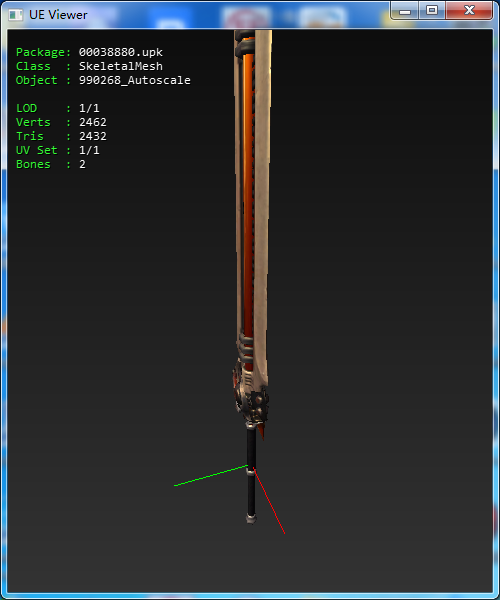 UE Viewer
Package: 00038880.upk
Class : SkeletalMesh
Object : 990268_Autoscale
LOD : 1/1
Verts : 2462
Tris : 2432
UV Set : 1/1
Bones : 2